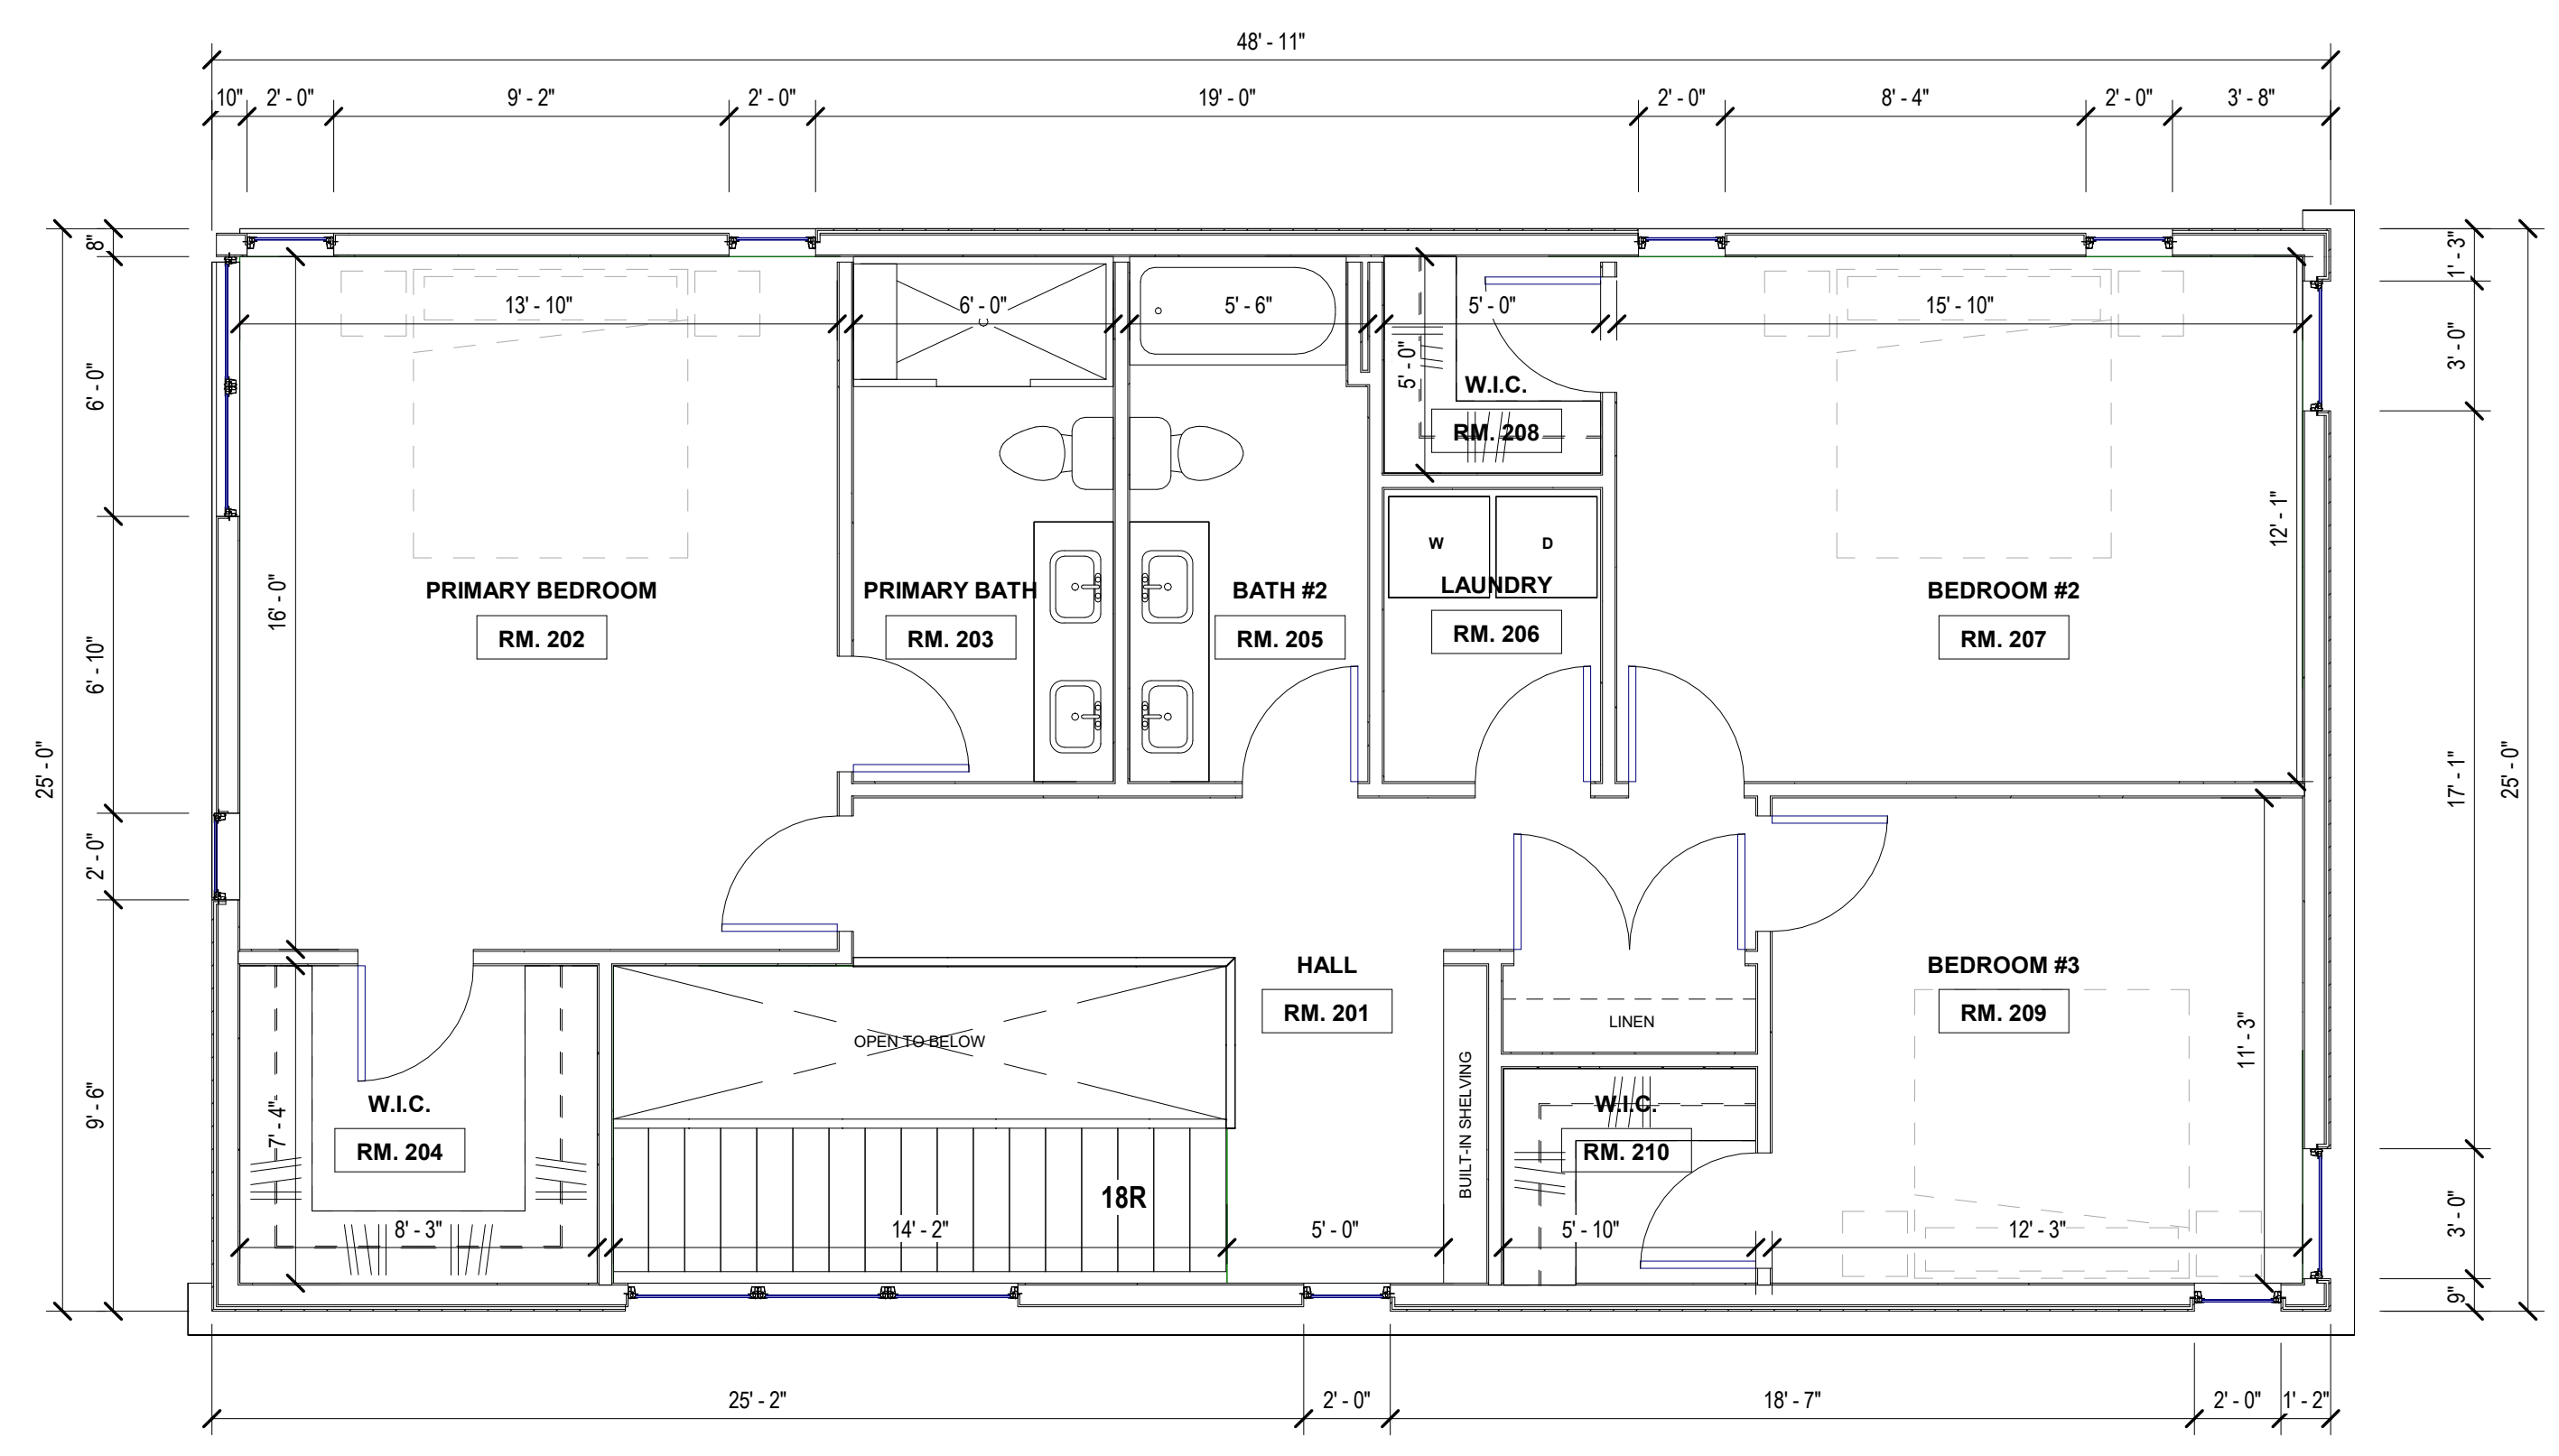 48' - 11"
10" 2' - 0" 9' - 2" 2' - 0" 19' - 0" 2' - 0" 8' - 4" 2' - 0" 3' - 8"
8"
6' - 0"
6' - 10"
2' - 0"
9' - 6"
25' - 0"
13' - 10" 6' - 0" 5' - 6" 5' - 0" 15' - 10"
5' - 0"
W.I.C.
RM. 208
W D
16' - 0"
12' - 1"
PRIMARY BEDROOM
RM. 202
PRIMARY BATH
RM. 203
BATH #2
RM. 205
LAUNDRY
RM. 206
BEDROOM #2
RM. 207
1' - 3"
3' - 0"
17' - 1"
3' - 0"
9"
25' - 0"
HALL
RM. 201
BEDROOM #3
RM. 209
LINEN
OPEN TO BELOW
11' - 3"
BUILT-IN SHELVING
7' - 4"
W.I.C.
RM. 204
W.I.C.
RM. 210
18R
8' - 3" 14' - 2" 5' - 0" 5' - 10" 12' - 3"
25' - 2" 2' - 0" 18' - 7" 2' - 0" 1' - 2"